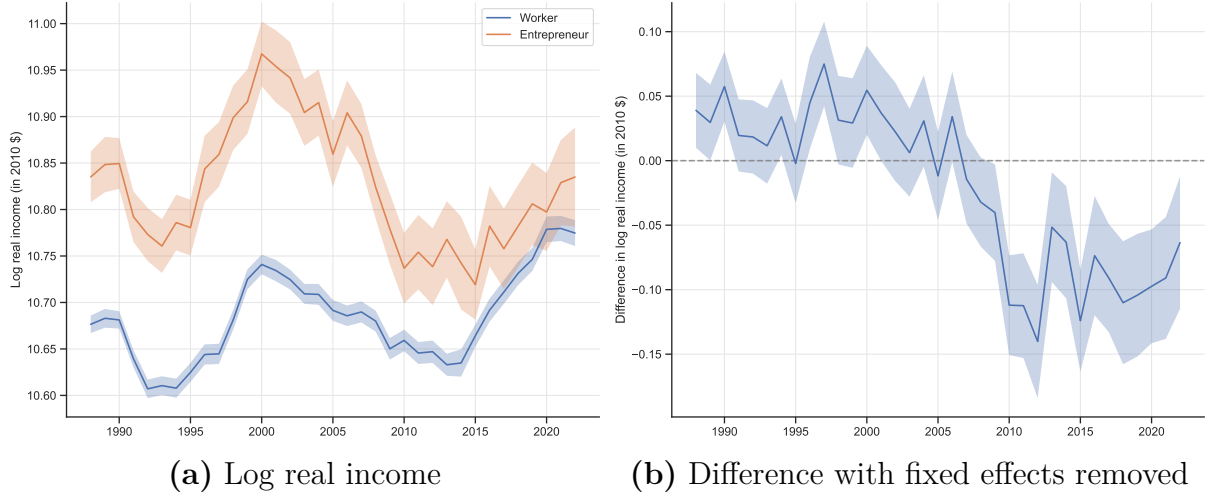 11.00
10.95
10.90
10.85
10.80
10.75
10.70
10.65
10.60
Log real income (in 2010 $)
Worker
Entrepreneur
1990 1995 2000 2005 2010 2015 2020
(a) Log real income
0.10
0.05
0.00
−0.05
−0.10
−0.15
Difference in log real income (in 2010 $)
1990 1995 2000 2005 2010 2015 2020
(b) Difference with fixed effects removed